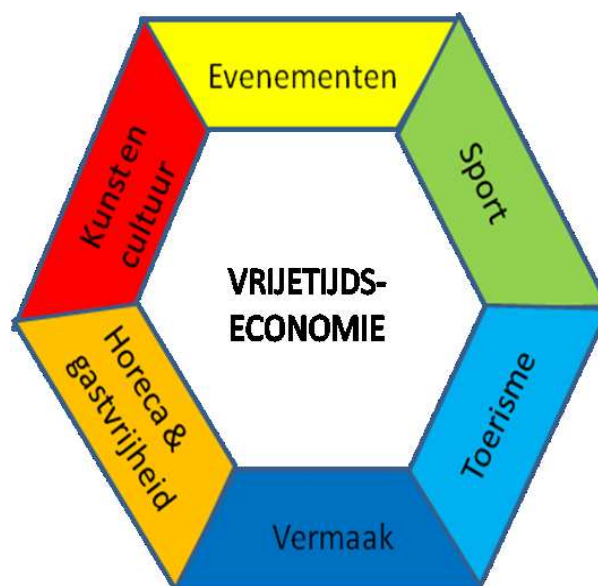 Evenementen
Sport
Toerisme
Vermaak
Horeca &
gastvrijheid
Kunst en
cultuur
VRIJETIJDS-
ECONOMIE